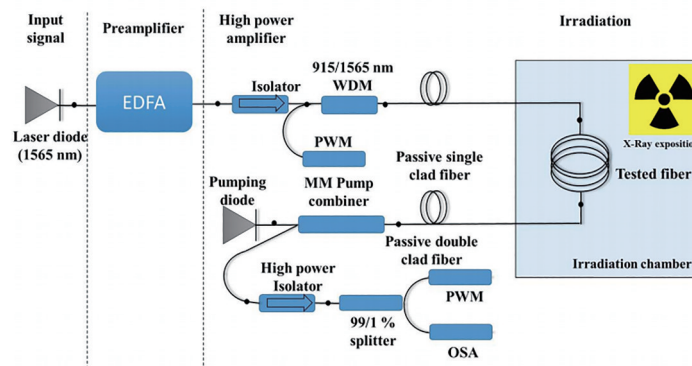 Input
signal
Preamplifier
High power
amplifier
Irradiation
EDFA
Isolator
915/1565 nm
WDM
Laser diode
(1565 nm)
PWM
Passive single
clad fiber
X-Ray expositio
Tested fiber
Pumping
diode
MM Pump
combiner
Passive double
clad fiber
High power
Isolator
99/1 %
splitter
PWM
OSA
Irradiation chamber